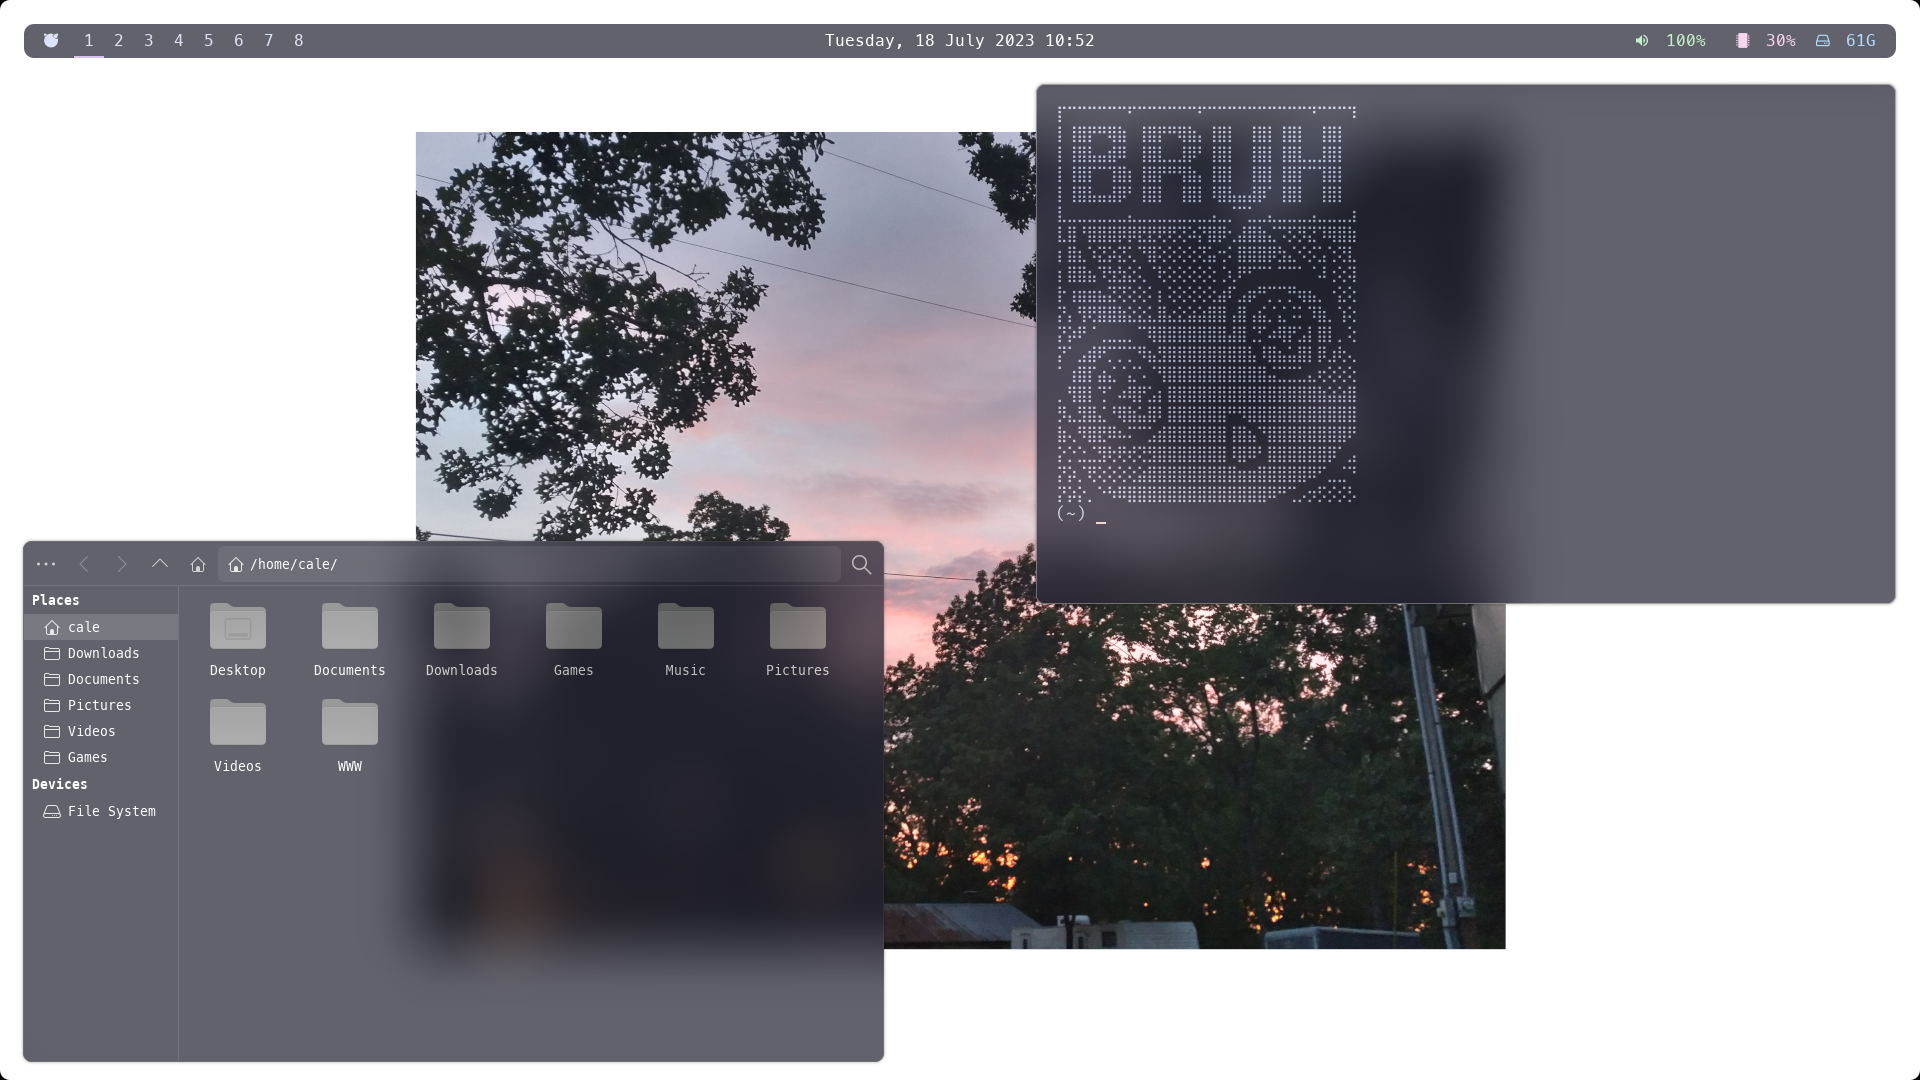 1 2 3 4 5 6 7 8
Tuesday, 18 July 2023 10:52
100% 30% 61G
BRUH
(~) _
/home/cale/
Places
cale
Downloads
Documents
Pictures
Videos
Games
Devices
File System
Desktop Documents Downloads Games Music Pictures
Videos WWW